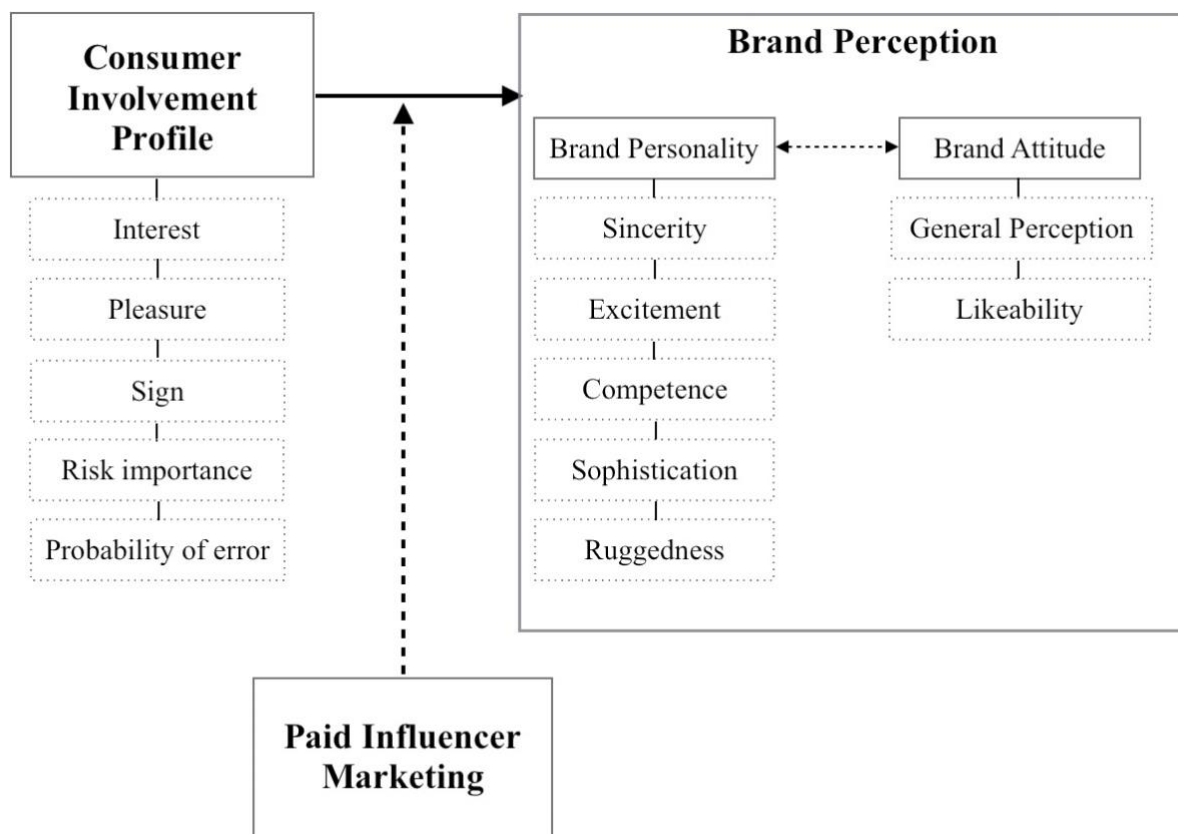 Consumer
Involvement
Profile
Interest
Pleasure
Sign
Risk importance
Probability of error
Brand Perception
Brand Personality
Sincerity
Excitement
Competence
Sophistication
Ruggedness
Brand Attitude
General Perception
Likeability
Paid Influencer
Marketing